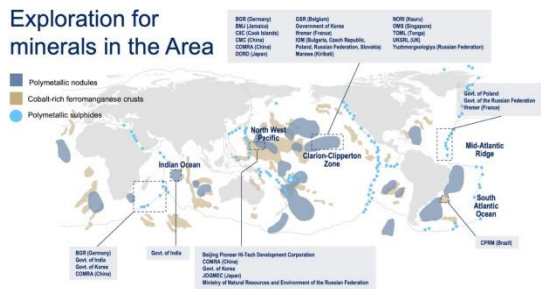 Exploration for
minerals in the Area
Polymetallic nodules
Cobalt-rich ferromanganese crusts
Polymetallic sulphides
BGR (Germany)
BMJ (Jamaica)
CIIC (Cook Islands)
CMC (China)
COMRA (China)
DORD (Japan)
GSR (Belgium)
Government of Korea
Ifremer (France)
IOM (Bulgaria, Czech Republic,
Poland, Russian Federation, Slovakia)
Marawa (Kiribati)
NORI (Nauru)
OMS (Singapore)
TOML (Tonga)
UKSRL (UK)
Yuzhmorgeologiya (Russian Federation)
Govt. of Poland
Govt. of the Russian Federation
Ifremer (France)
North West
Pacific
Clarion-Clipperton
Zone
Mid-Atlantic
Ridge
Indian Ocean
South
Atlantic
Ocean
CPRM (Brazil)
BGR (Germany)
Govt. of India
Govt. of Korea
COMRA (China)
Govt. of India
Beijing Pioneer Hi-Tech Development Corporation
COMRA (China)
Govt. of Korea
JOGMEC (Japan)
Ministry of Natural Resources and Environment of the Russian Federation